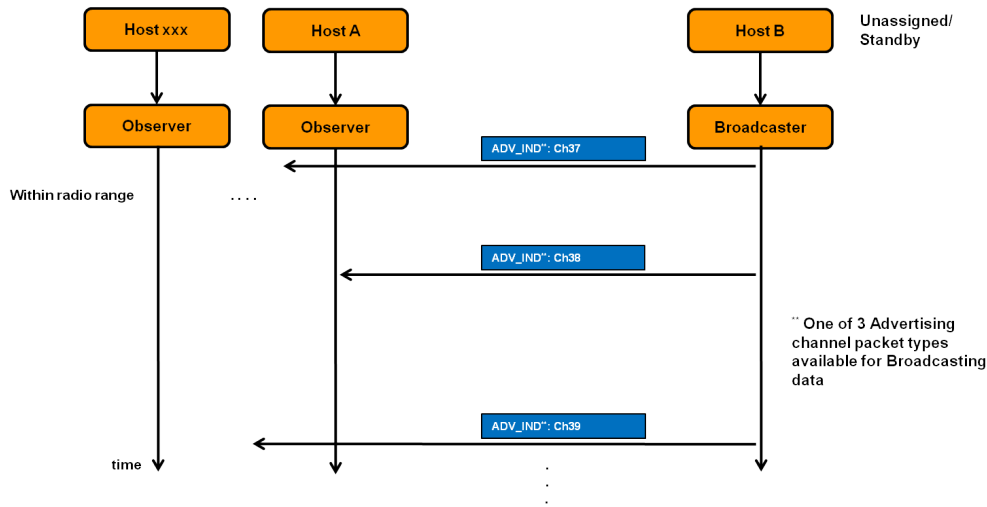 Host xxx
Host A
Host B
Unassigned/
Standby
Observer
Observer
Broadcaster
ADV_IND**: Ch37
Within radio range
. . . .
ADV_IND**: Ch38
** One of 3 Advertising
channel packet types
available for Broadcasting
data
ADV_IND**: Ch39
time
.
.
.